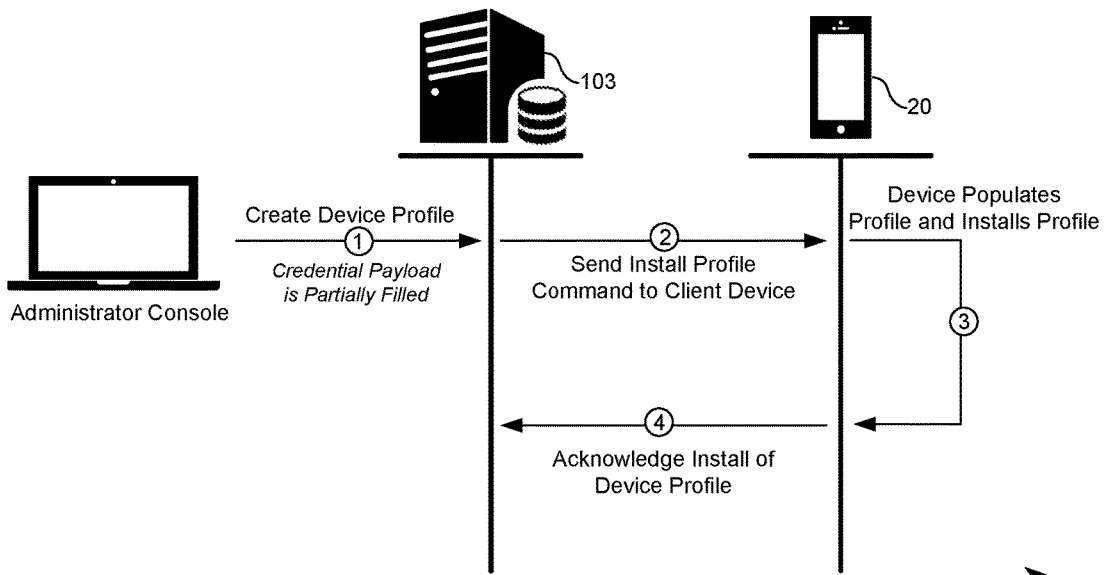 103
20
Create Device Profile
1
Credential Payload
is Partially Filled
Administrator Console
2
Send Install Profile
Command to Client Device
Device Populates
Profile and Installs Profile
3
4
Acknowledge Install of
Device Profile